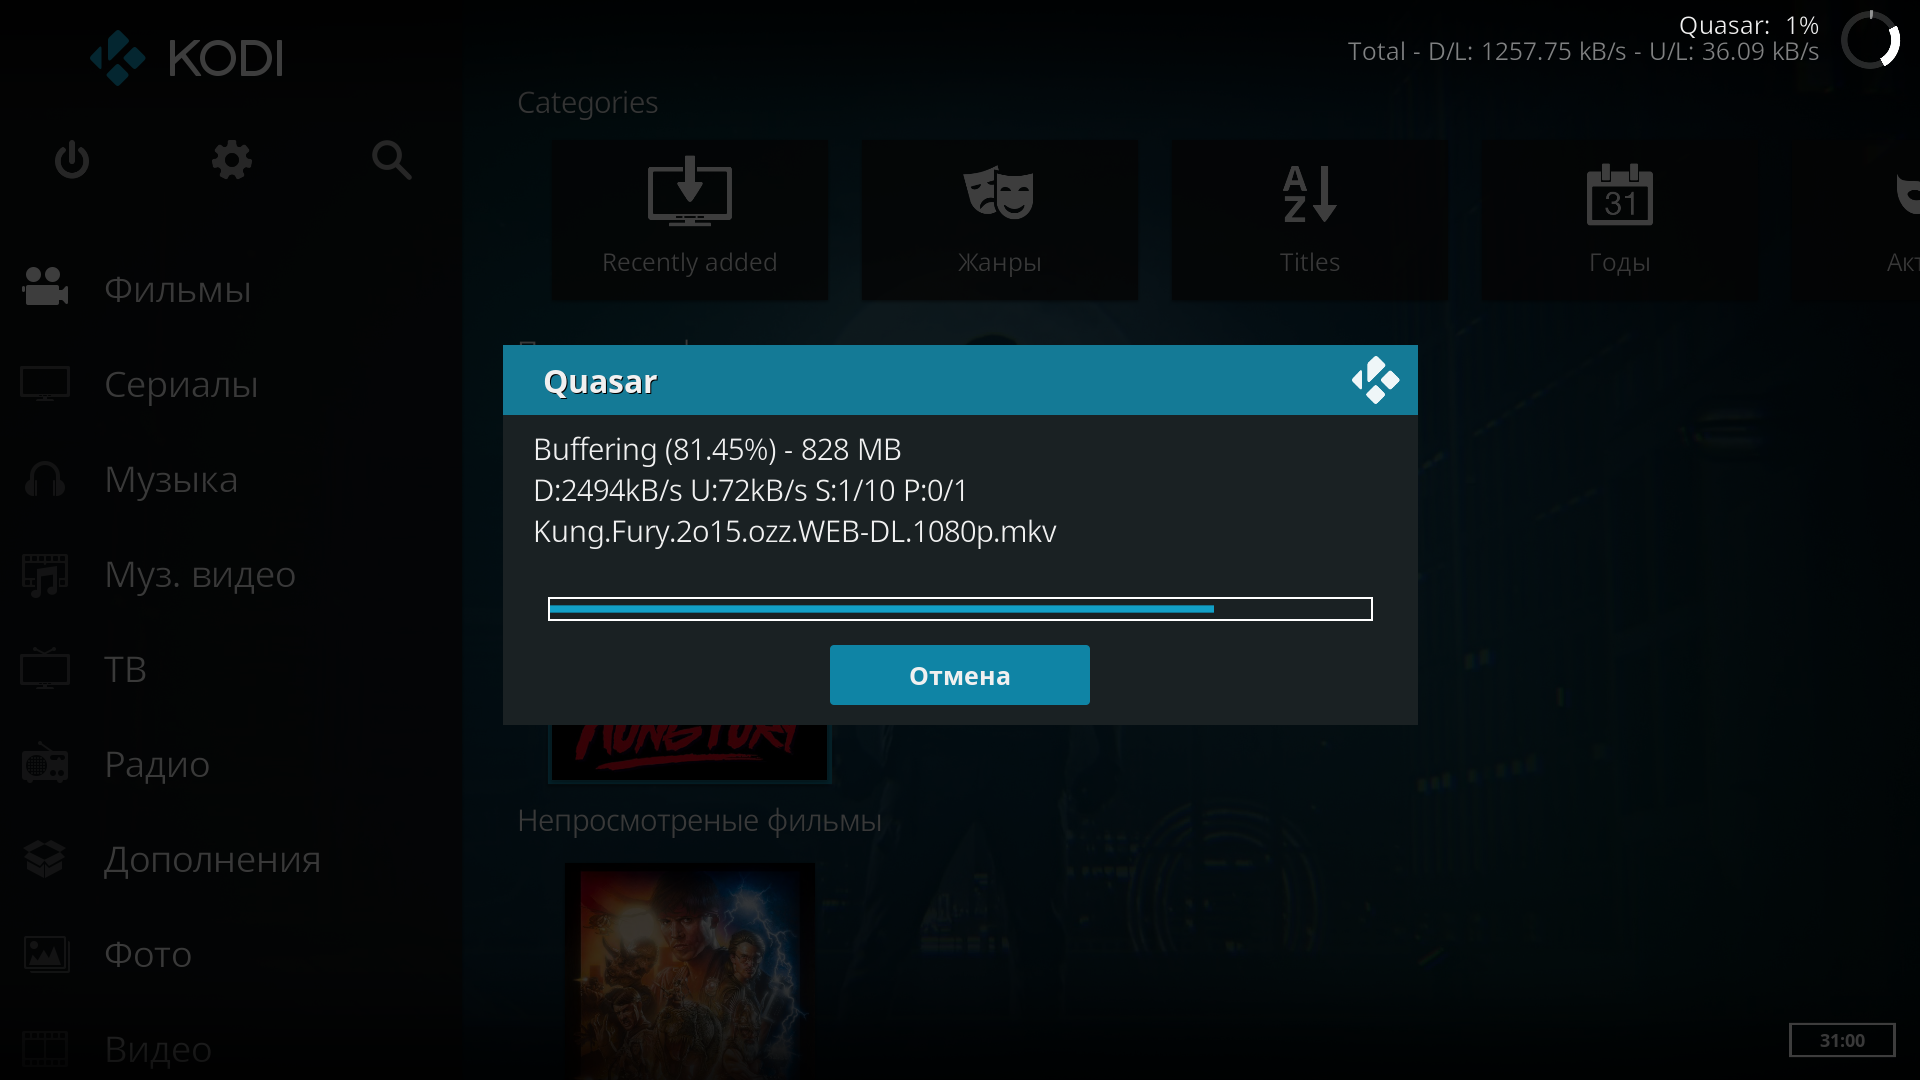 KODI
Quasar: 1%
Total - D/L: 1257.75 kB/s - U/L: 36.09 kB/s
Categories
Recently added
Жанры
Titles
31
Годы
Фильмы
Сериалы
Музыка
Муз. видео
ТВ
Радио
Дополнения
Фото
Видео
Quasar
Buffering (81.45%) - 828 MB
D:2494kB/s U:72kB/s S:1/10 P:0/1
Kung.Fury.2o15.ozz.WEB-DL.1080p.mkv
Отмена
KUNG FURY
Непросмотреные фильмы
31:00